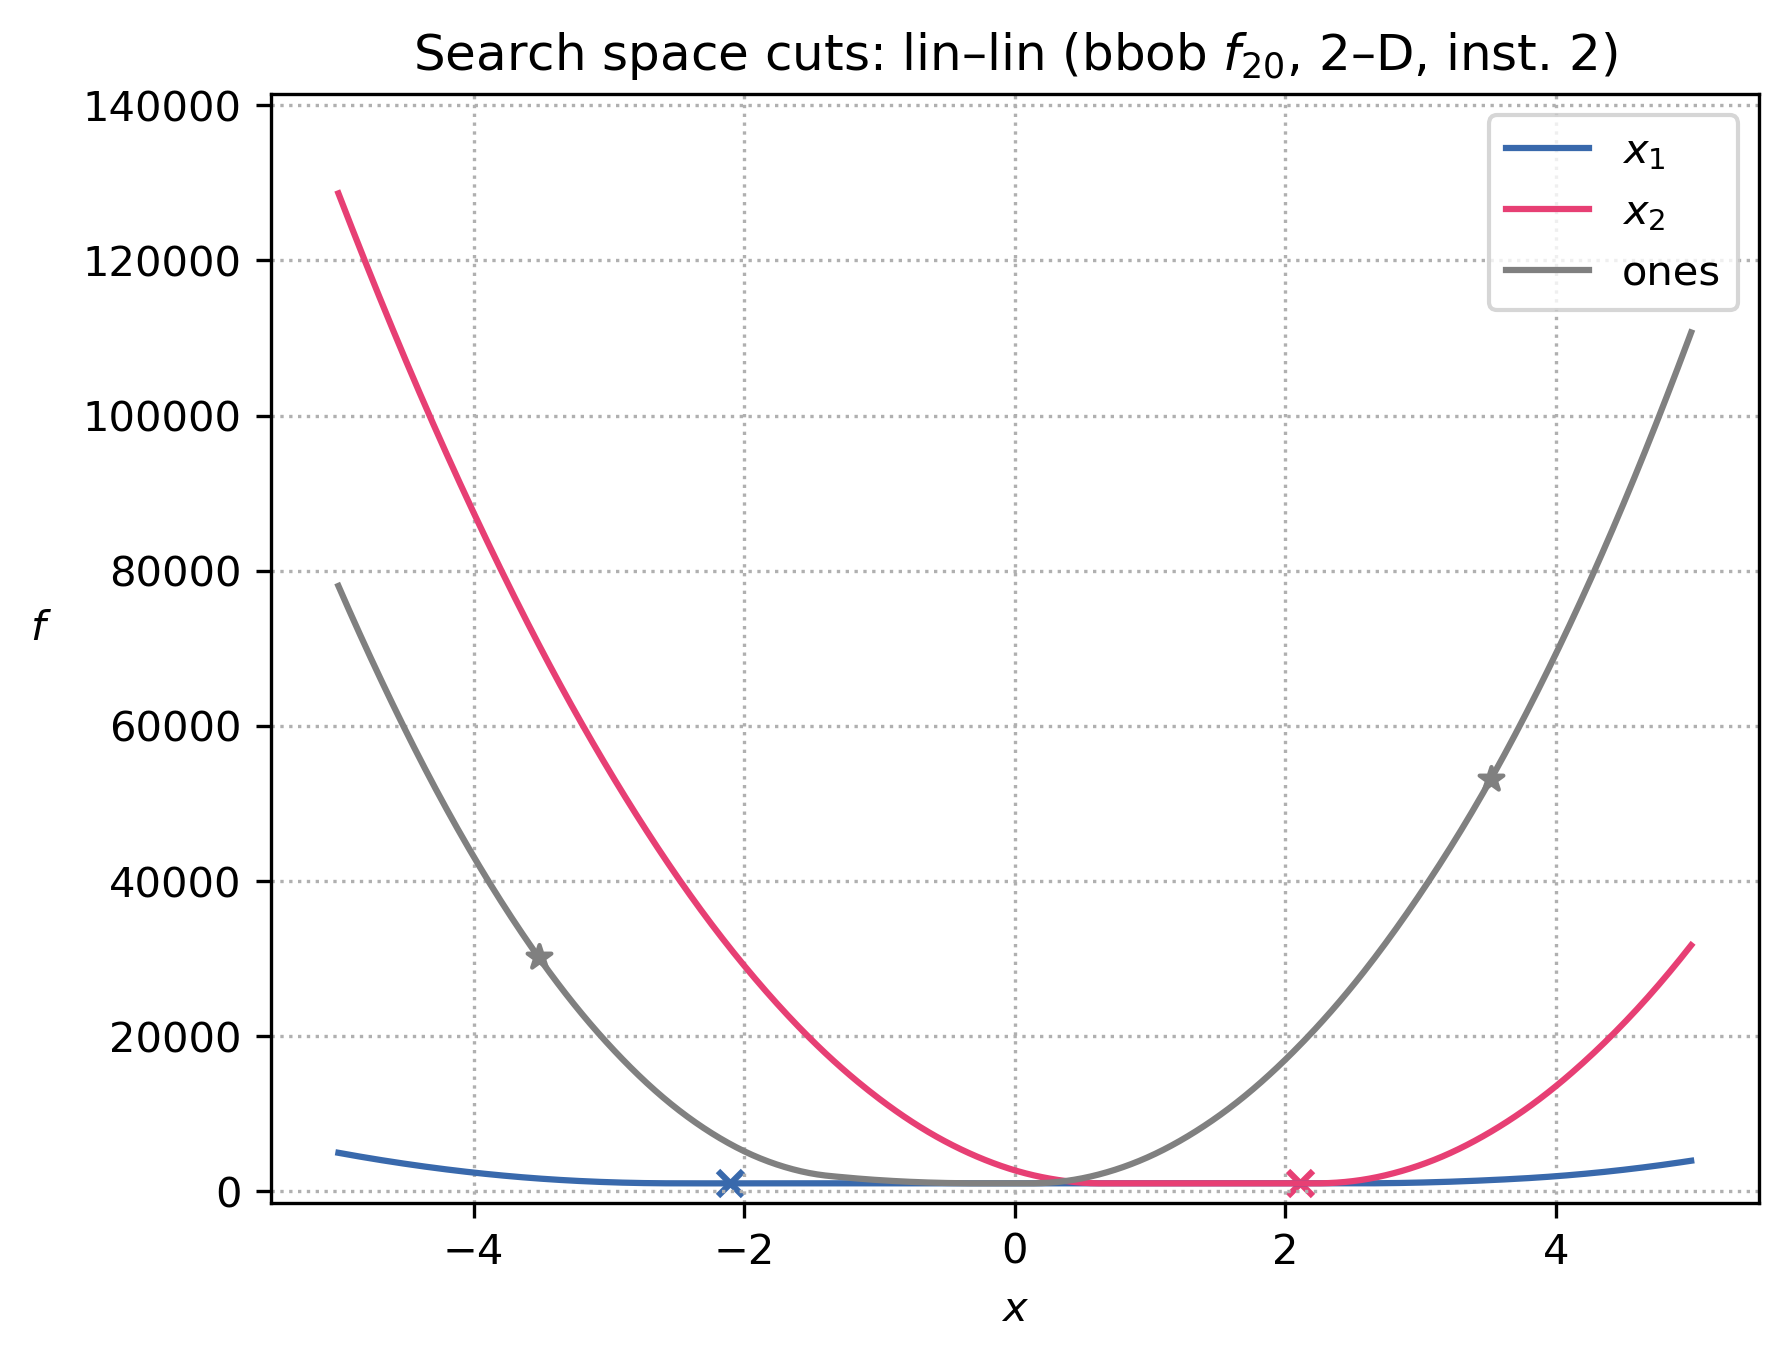 Search space cuts: lin–lin (bbob f20, 2–D, inst. 2)
140000
120000
100000
80000
60000
40000
20000
0
f
x1
x2
ones
−4 −2 0 2 4
x